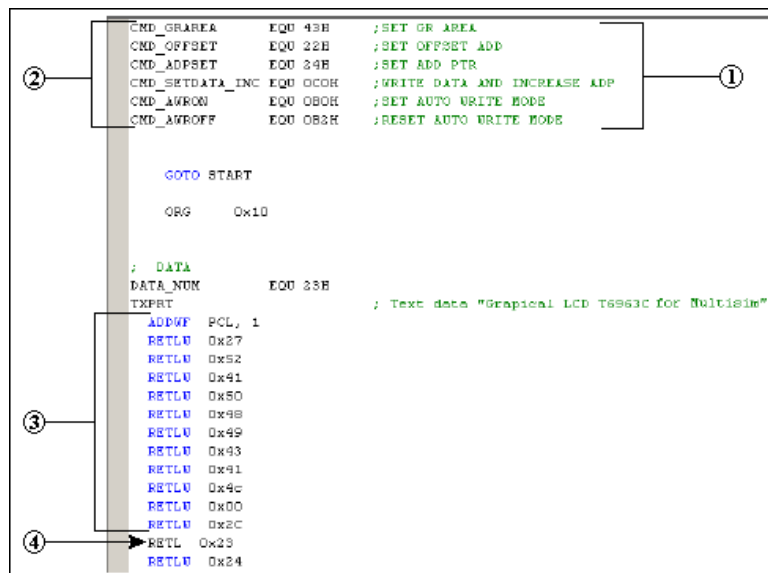 CMD_GRAREA EQU 43H ;SET GR AREA
CMD_OFFSET EQU 22H ;SET OFFSET ADD
CMD_ADPSET EQU 24H ;SET ADD PTR
CMD_SETDATA_INC EQU 0C0H ;WRITE DATA AND INCREASE ADP
CMD_AWRON EQU 0B0H ;SET AUTO WRITE MODE
CMD_AWROFF EQU 0B2H ;RESET AUTO WRITE MODE
② ①
GOTO START
ORG 0x10
; DATA
DATA_NUM EQU 23H
TXPRT ; Text data "Grapical LCD T6963C for Multisim"
ADDWF PCL, 1
RETLW 0x27
RETLW 0x52
RETLW 0x41
RETLW 0x50
RETLW 0x48
③ RETLW 0x49
RETLW 0x43
RETLW 0x41
RETLW 0x4c
RETLW 0x00
RETLW 0x2C
④ RETL 0x23
RETLW 0x24